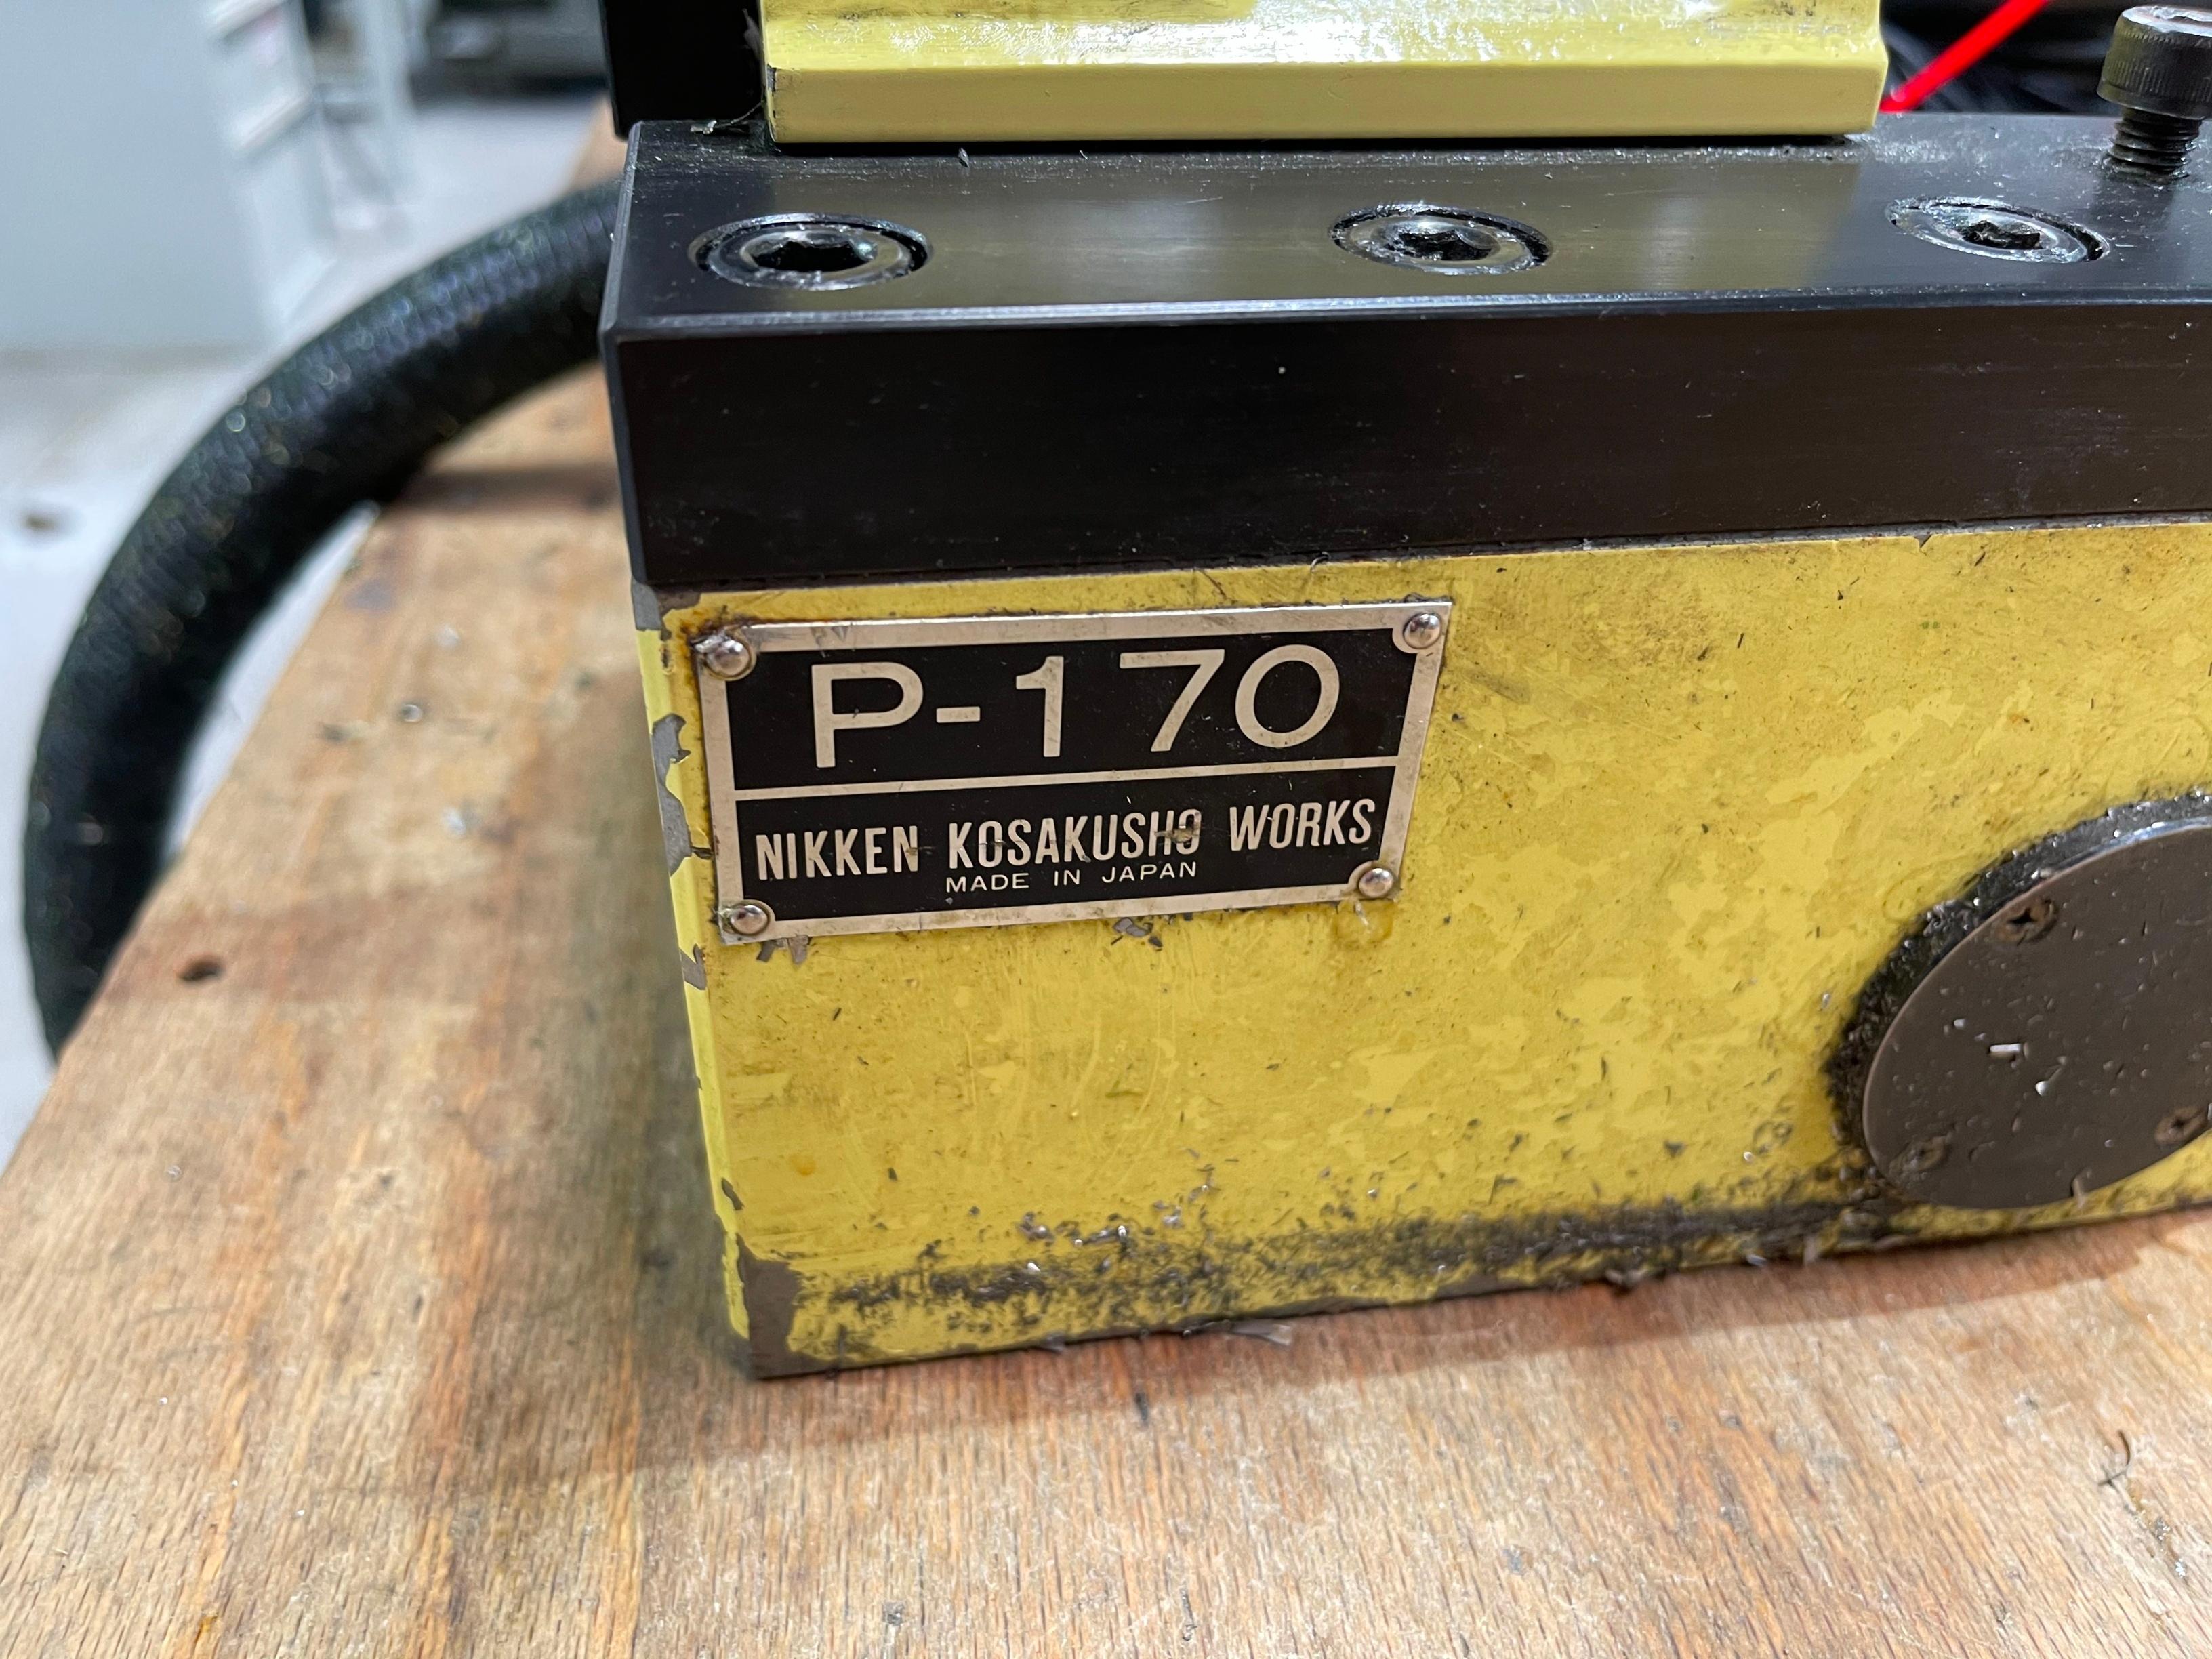 P-170
NIKKEN KOSAKUSHO WORKS
MADE IN JAPAN